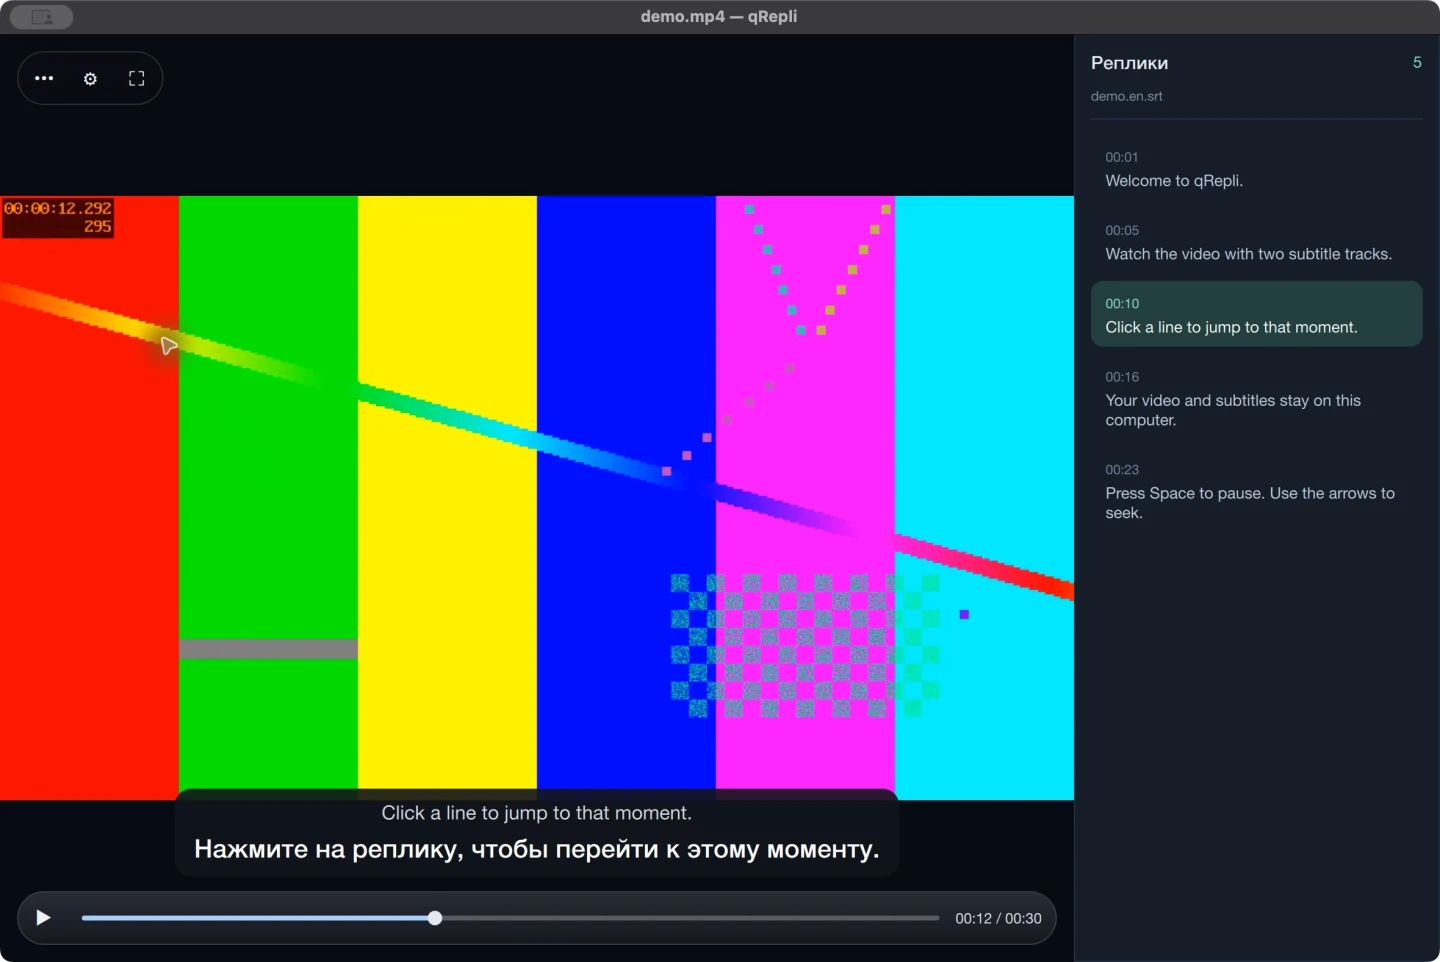 demo.mp4 — qRepli
Реплики
5
demo.en.srt
00:00:12.292
295
00:01
Welcome to qRepli.
00:05
Watch the video with two subtitle tracks.
00:10
Click a line to jump to that moment.
00:16
Your video and subtitles stay on this
computer.
00:23
Press Space to pause. Use the arrows to
seek.
Click a line to jump to that moment.
Нажмите на реплику, чтобы перейти к этому моменту.
00:12 / 00:30